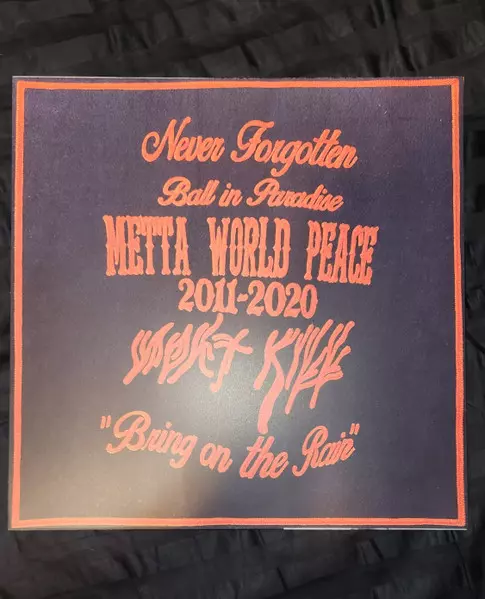 Never Forgotten
Ball in Paradise
METTA WORLD PEACE
2011-2020
"Bring on the Rain"